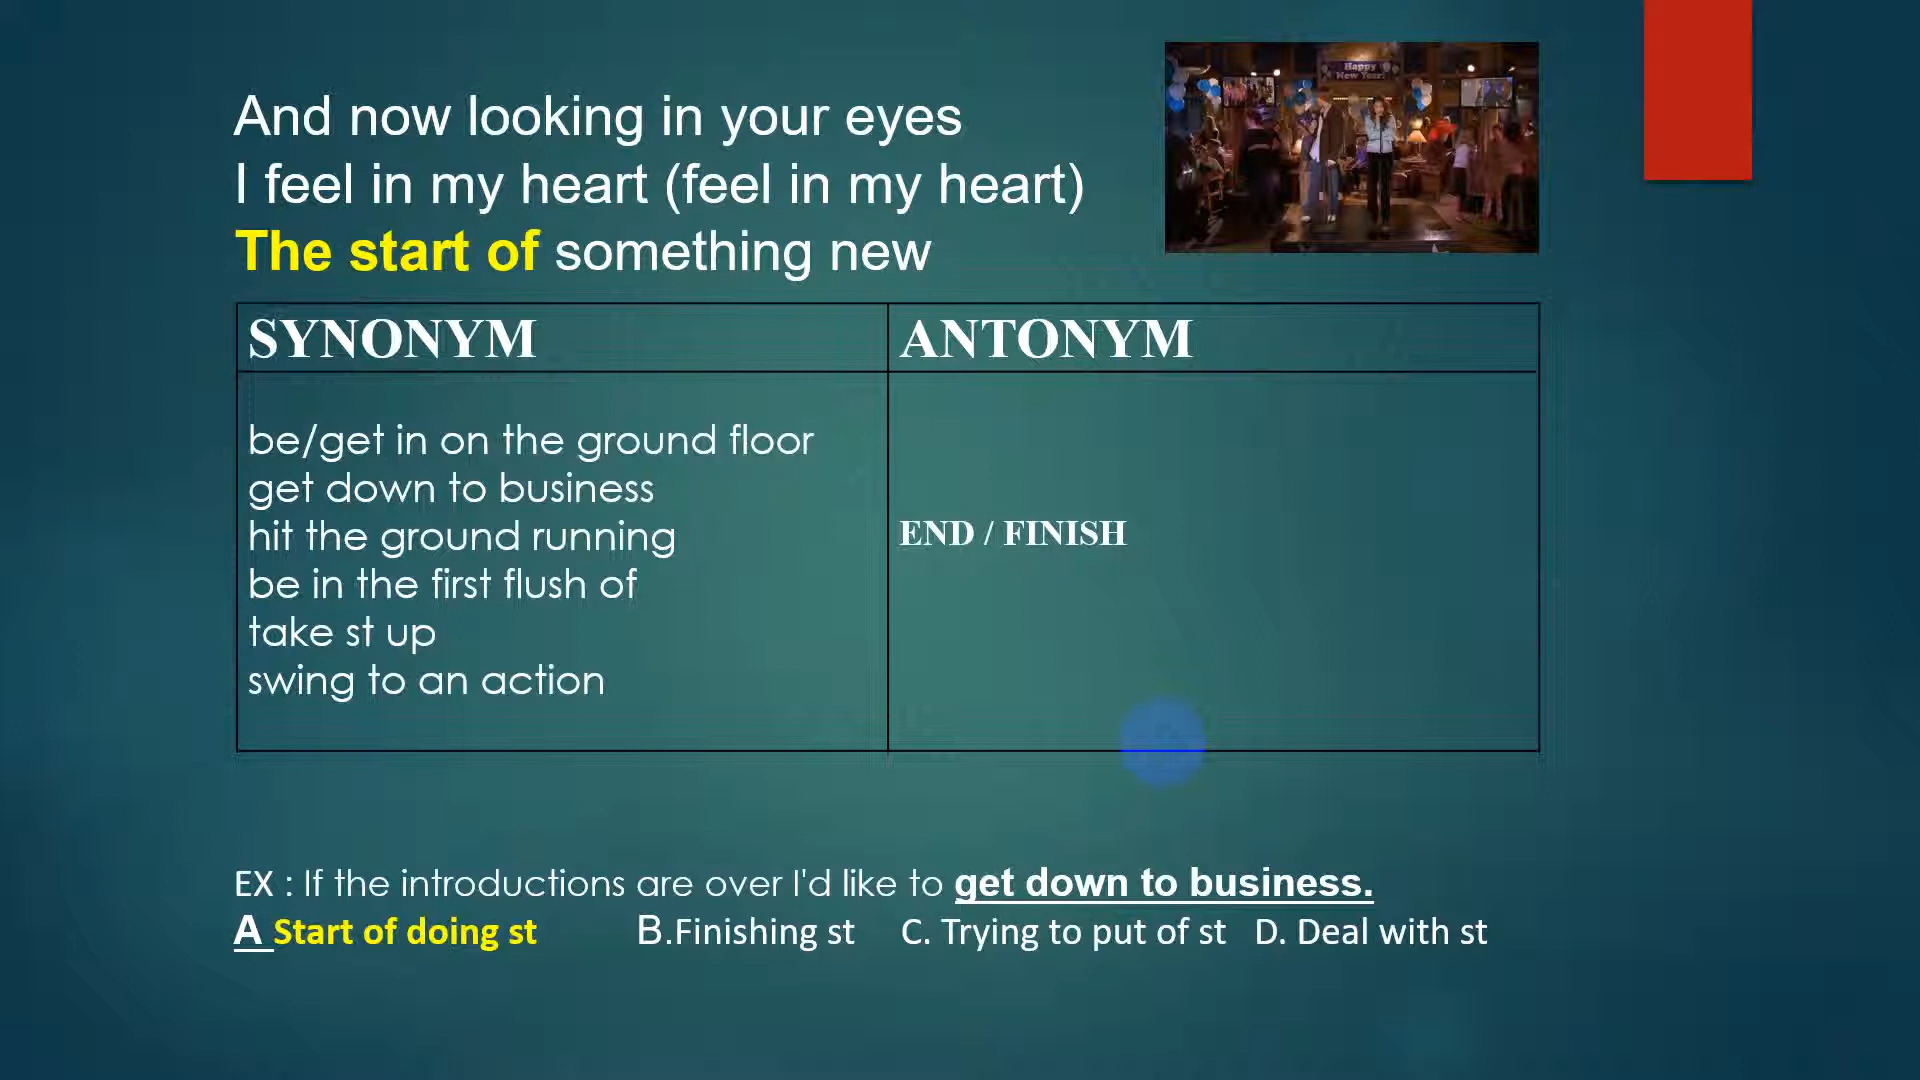 Happy
New Year!
And now looking in your eyes
I feel in my heart (feel in my heart)
The start of something new
SYNONYM
ANTONYM
be/get in on the ground floor
get down to business
hit the ground running
be in the first flush of
take st up
swing to an action
END / FINISH
EX : If the introductions are over I'd like to get down to business.
A Start of doing st B.Finishing st C. Trying to put of st D. Deal with st